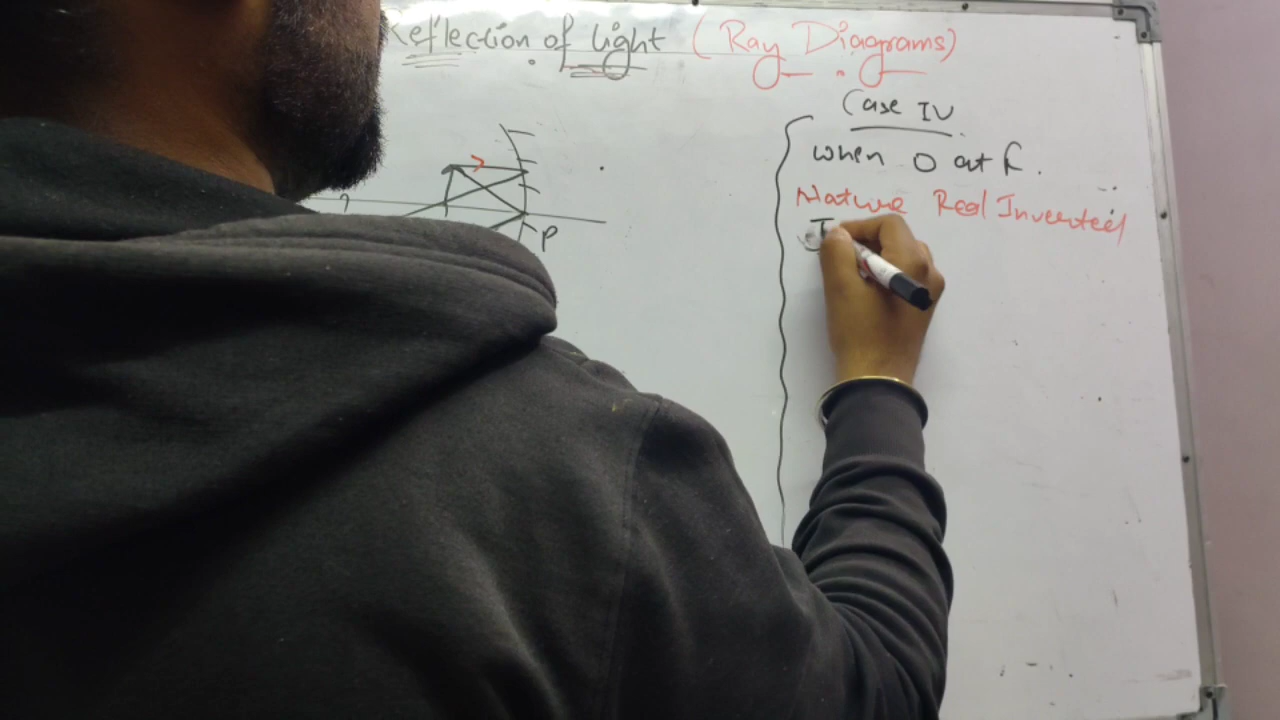 Reflection of light (Ray Diagrams)
Case IV
when O at F.
Nature Real Inverted
I
P